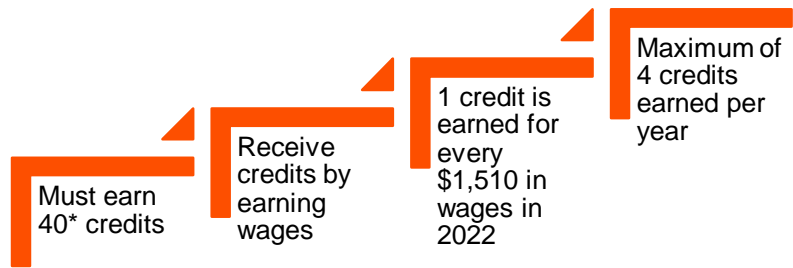 Must earn
40* credits
Receive
credits by
earning
wages
1 credit is
earned for
every
$1,510 in
wages in
2022
Maximum of
4 credits
earned per
year